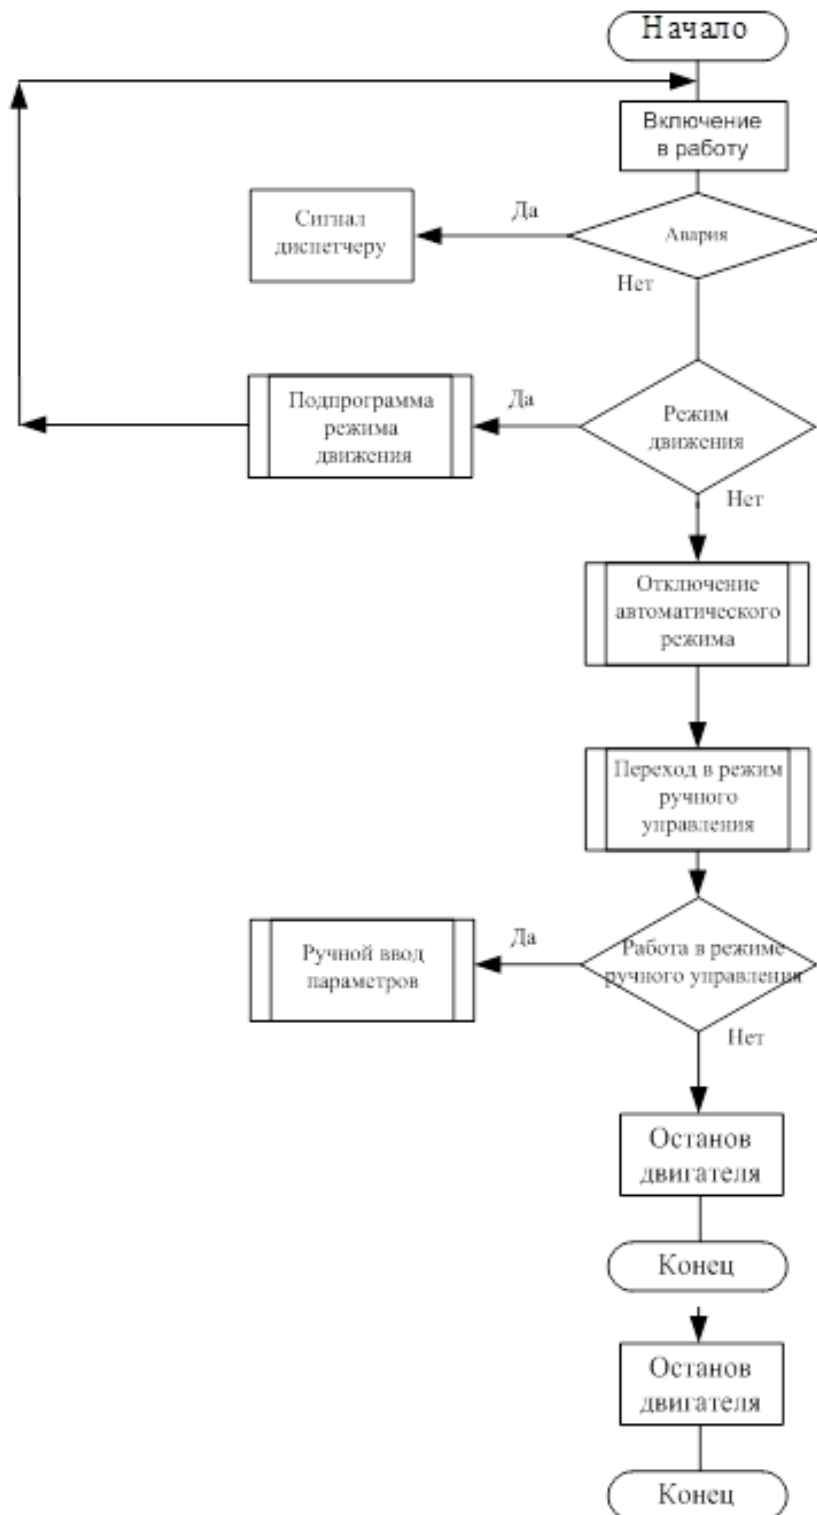 Начало
Включение
в работу
Да
Сигнал
диспетчеру
Авария
Нет
Да
Подпрограмма
режима
движения
Режим
движения
Нет
Отключение
автоматического
режима
Переход в режим
ручного
управления
Да
Ручной ввод
параметров
Работа в режиме
ручного управления
Нет
Останов
двигателя
Конец
Останов
двигателя
Конец